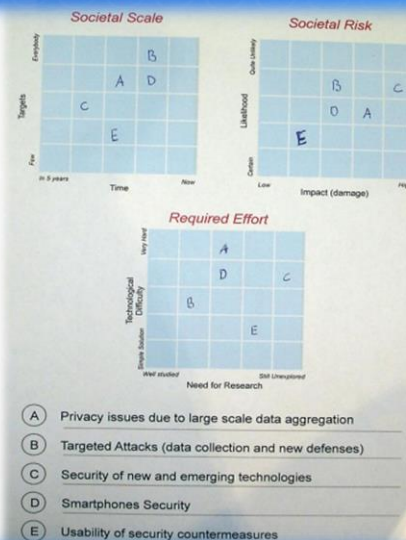 Societal Scale
Everybody
Targets
Few
B
A D
C
E
In 5 years
Now
Time
Societal Risk
Quite Unlikely
Likelihood
Certain
B C
D A
E
Low
Impact (damage)
Required Effort
Very Hard
Technological
Difficulty
Simple Solution
A
D C
B
E
Well studied
Still Unexplored
Need for Research
A Privacy issues due to large scale data aggregation
B Targeted Attacks (data collection and new defenses)
C Security of new and emerging technologies
D Smartphones Security
E Usability of security countermeasures